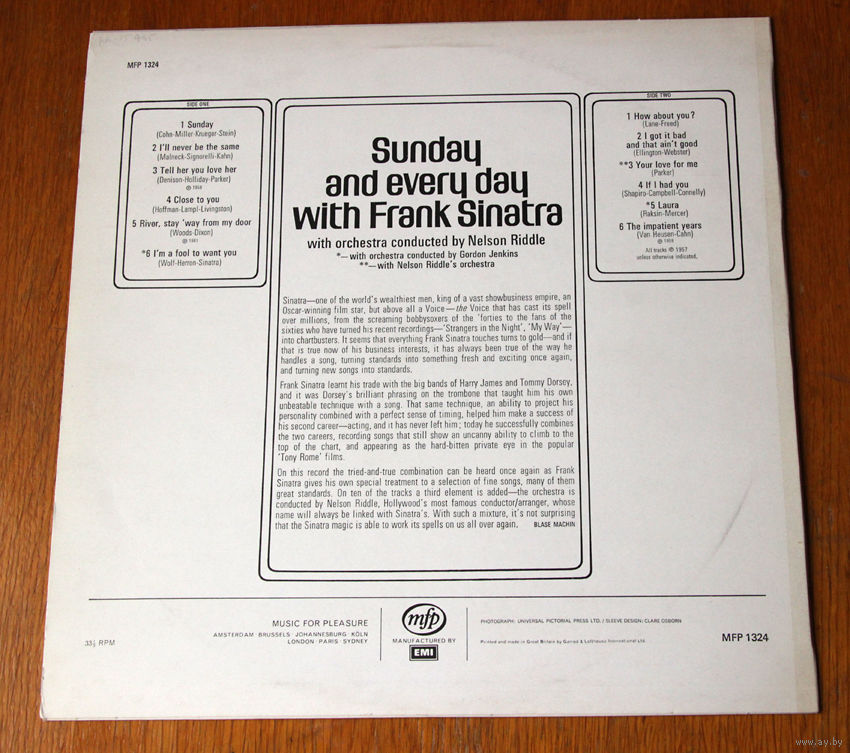 MFP 1324
SIDE ONE
1 Sunday
(Cohn-Miller-Krueger-Stein)
2 I'll never be the same
(Malneck-Signorelli-Kahn)
3 Tell her you love her
(Denison-Holliday-Parker)
℗ 1958
4 Close to you
(Hoffman-Lampl-Livingston)
5 River, stay 'way from my door
(Woods-Dixon)
℗ 1961
*6 I'm a fool to want you
(Wolf-Herron-Sinatra)
Sunday
and every day
with Frank Sinatra
with orchestra conducted by Nelson Riddle
*—with orchestra conducted by Gordon Jenkins
**—with Nelson Riddle's orchestra
Sinatra—one of the world's wealthiest men, king of a vast showbusiness empire, an
Oscar-winning film star, but above all a Voice—the Voice that has cast its spell
over millions, from the screaming bobbysoxers of the 'forties to the fans of the
sixties who have turned his recent recordings—'Strangers in the Night', 'My Way'—
into chartbusters. It seems that everything Frank Sinatra touches turns to gold—and if
that is true now of his business interests, it has always been true of the way he
handles a song, turning standards into something fresh and exciting once again,
and turning new songs into standards.
Frank Sinatra learnt his trade with the big bands of Harry James and Tommy Dorsey,
and it was Dorsey's brilliant phrasing on the trombone that taught him his own
unbeatable technique with a song. That same technique, an ability to project his
personality combined with a perfect sense of timing, helped him make a success of
his second career—acting, and it has never left him; today he successfully combines
the two careers, recording songs that still show an uncanny ability to climb to the
top of the chart, and appearing as the hard-bitten private eye in the popular
'Tony Rome' films.
On this record the tried-and-true combination can be heard once again as Frank
Sinatra gives his own special treatment to a selection of fine songs, many of them
great standards. On ten of the tracks a third element is added—the orchestra is
conducted by Nelson Riddle, Hollywood's most famous conductor/arranger, whose
name will always be linked with Sinatra's. With such a mixture, it's not surprising
that the Sinatra magic is able to work its spells on us all over again. BLASE MACHIN
SIDE TWO
1 How about you?
(Lane-Freed)
2 I got it bad
and that ain't good
(Ellington-Webster)
**3 Your love for me
(Parker)
4 If I had you
(Shapiro-Campbell-Connelly)
*5 Laura
(Raksin-Mercer)
6 The impatient years
(Van Heusen-Cahn)
℗ 1958
All tracks ℗ 1957
unless otherwise indicated.
33⅓ RPM
MUSIC FOR PLEASURE
AMSTERDAM · BRUSSELS · JOHANNESBURG · KÖLN
LONDON · PARIS · SYDNEY
mfp
MANUFACTURED BY
EMI
PHOTOGRAPH: UNIVERSAL PICTORIAL PRESS LTD. / SLEEVE DESIGN: CLARE OSBORN
Printed and made in Great Britain by Garrod & Lofthouse International Ltd.
MFP 1324
www.ay.by